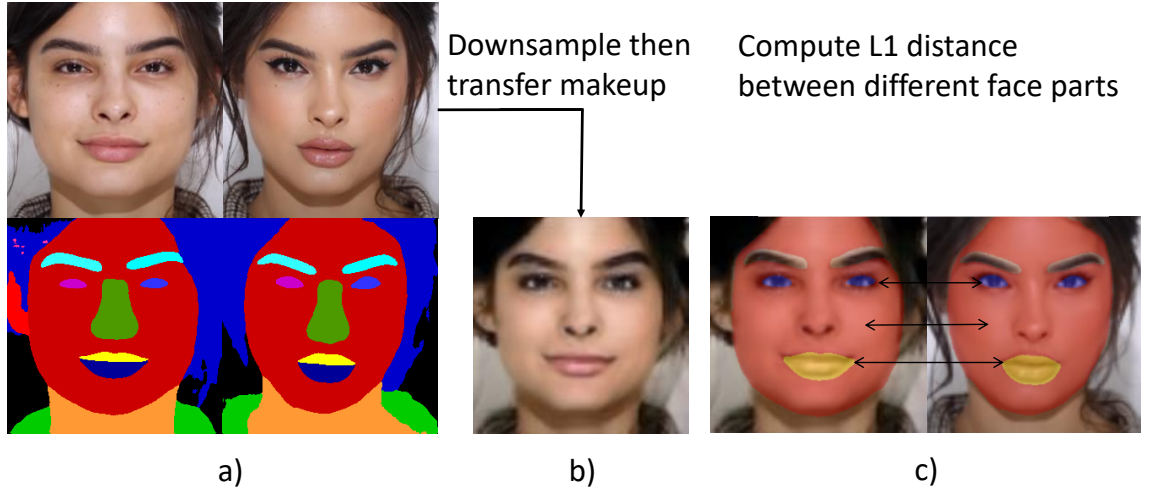 Downsample then
transfer makeup
Compute L1 distance
between different face parts
a)
b)
c)